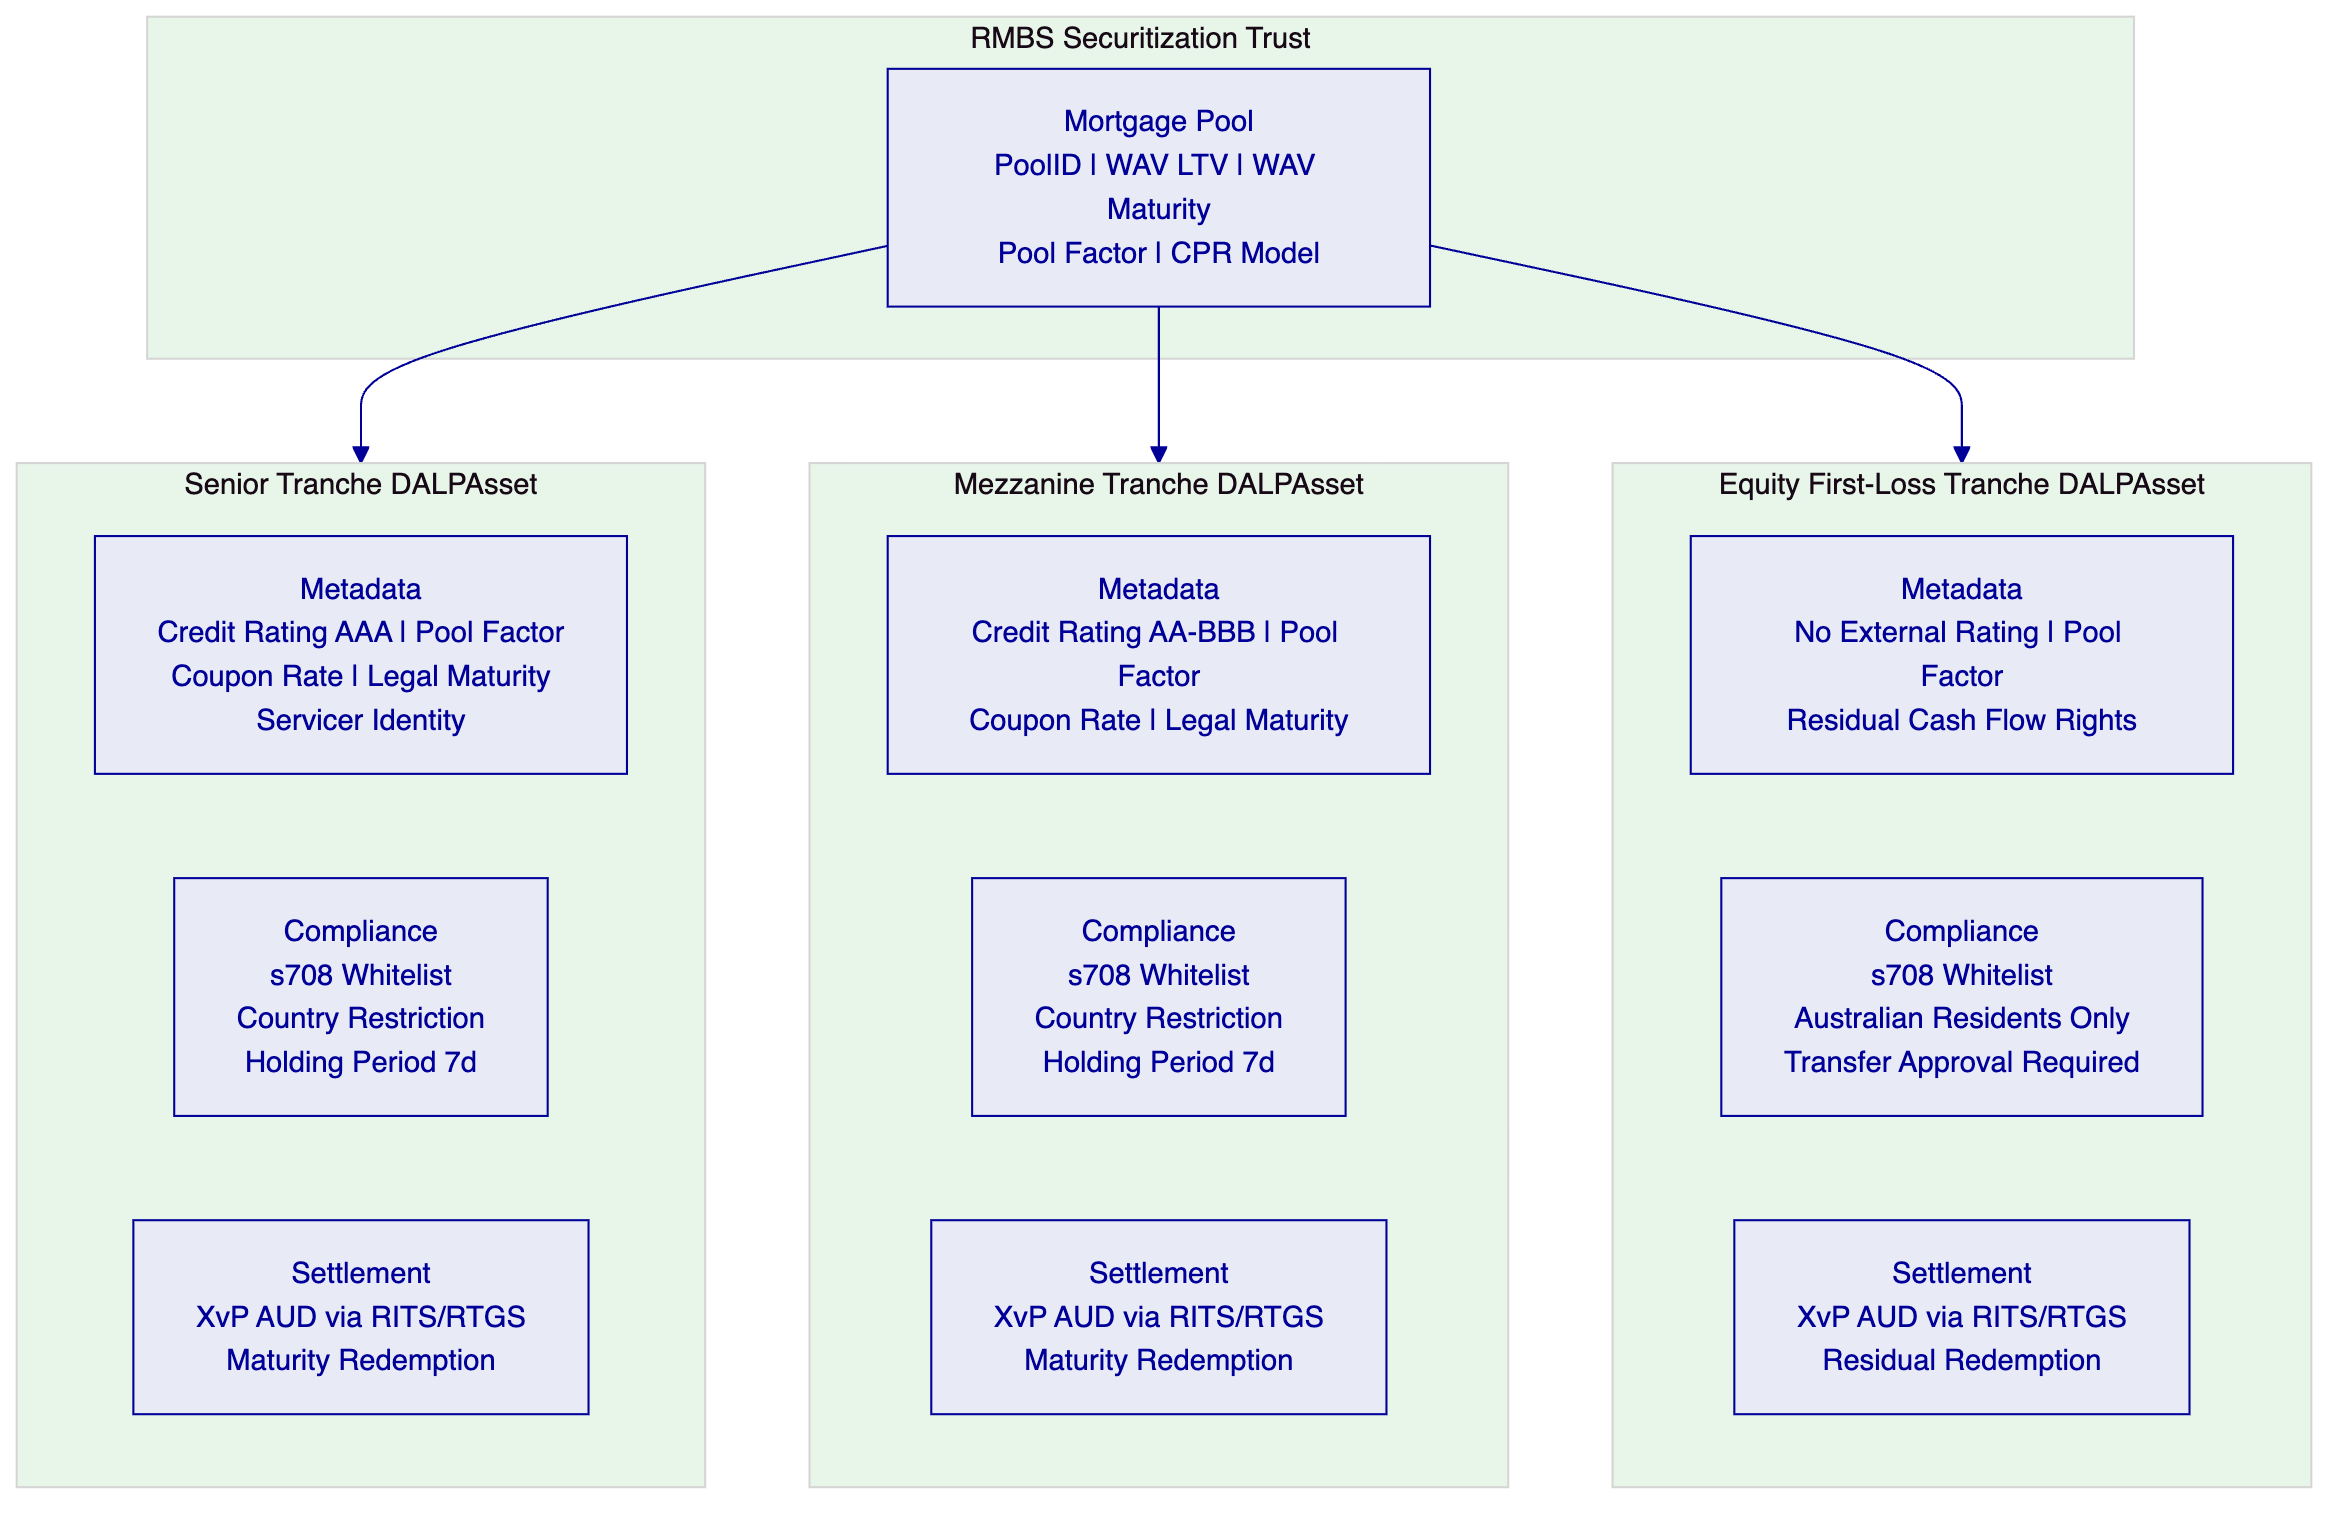 RMBS Securitization Trust
Mortgage Pool
PoolID | WAV LTV | WAV
Maturity
Pool Factor | CPR Model
Senior Tranche DALPAsset
Metadata
Credit Rating AAA | Pool Factor
Coupon Rate | Legal Maturity
Servicer Identity
Compliance
s708 Whitelist
Country Restriction
Holding Period 7d
Settlement
XvP AUD via RITS/RTGS
Maturity Redemption
Mezzanine Tranche DALPAsset
Metadata
Credit Rating AA-BBB | Pool
Factor
Coupon Rate | Legal Maturity
Compliance
s708 Whitelist
Country Restriction
Holding Period 7d
Settlement
XvP AUD via RITS/RTGS
Maturity Redemption
Equity First-Loss Tranche DALPAsset
Metadata
No External Rating | Pool
Factor
Residual Cash Flow Rights
Compliance
s708 Whitelist
Australian Residents Only
Transfer Approval Required
Settlement
XvP AUD via RITS/RTGS
Residual Redemption